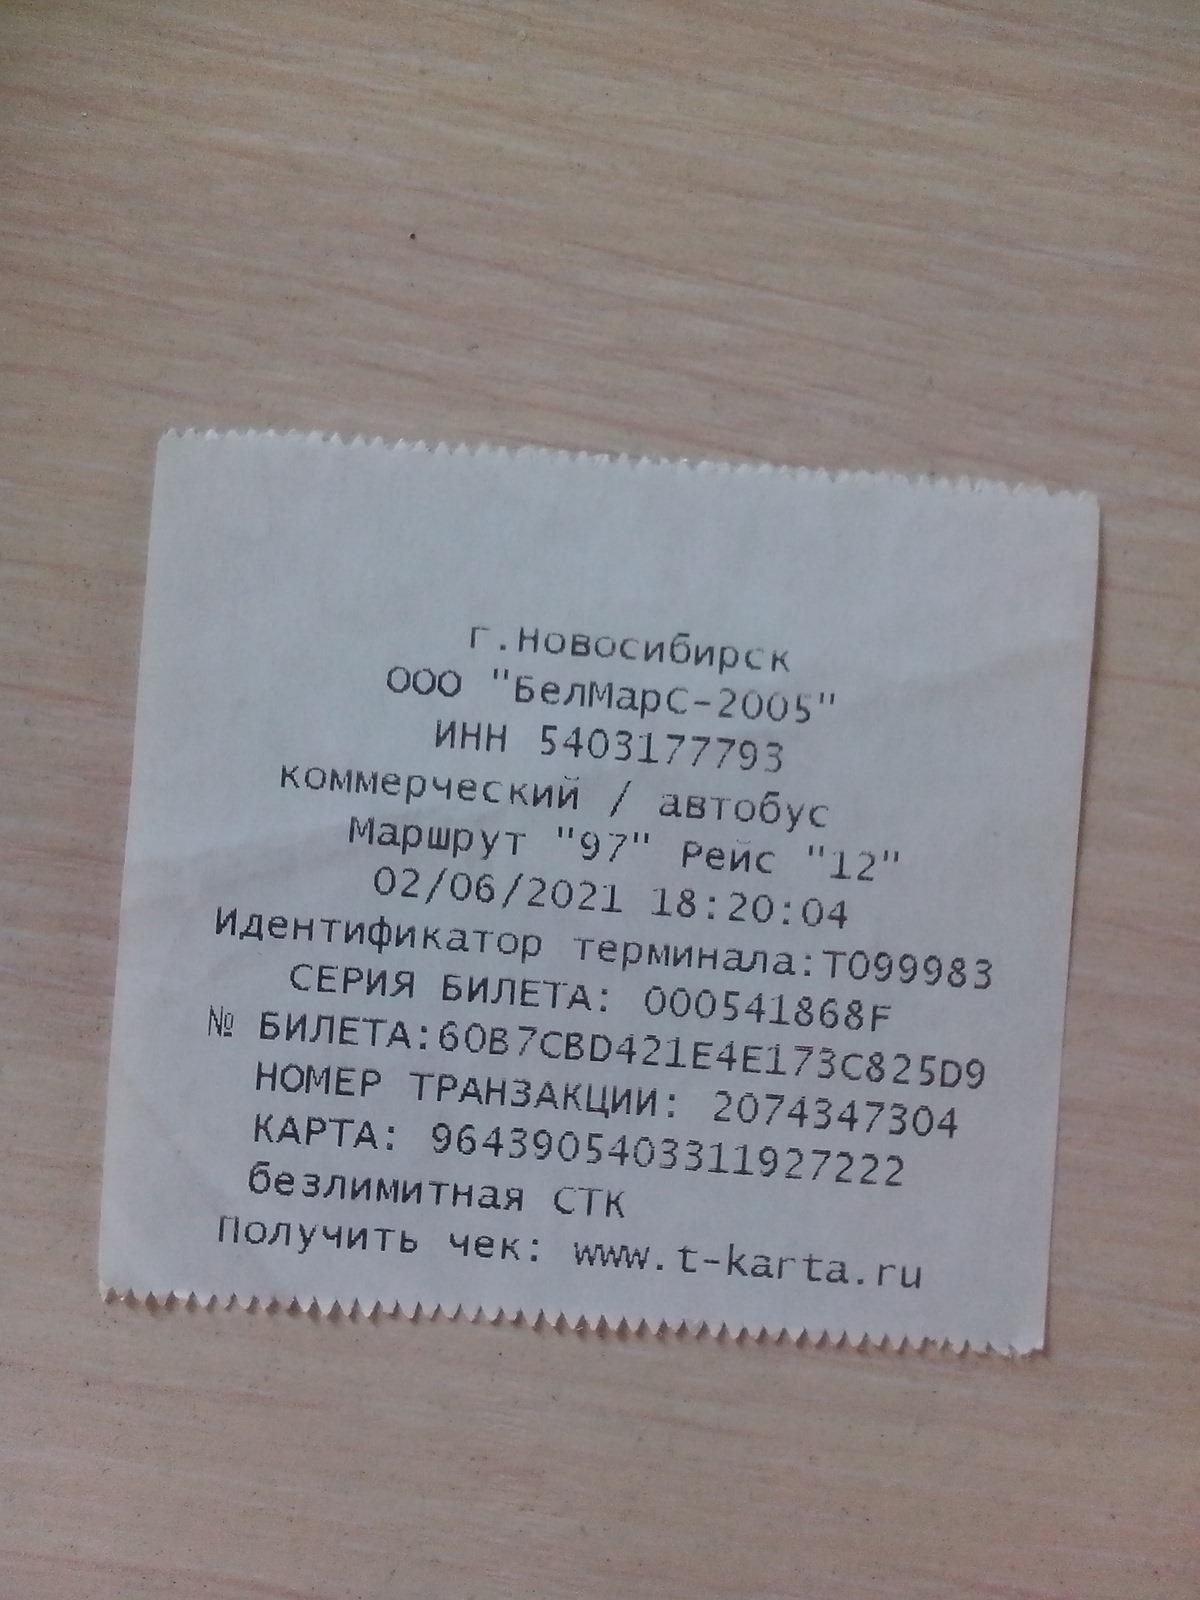 г.Новосибирск
ООО "БелМарС-2005"
ИНН 5403177793
коммерческий / автобус
Маршрут "97" Рейс "12"
02/06/2021 18:20:04
Идентификатор терминала:T099983
СЕРИЯ БИЛЕТА: 000541868F
№ БИЛЕТА:60B7CBD421E4E173C825D9
НОМЕР ТРАНЗАКЦИИ: 2074347304
КАРТА: 9643905403311927222
безлимитная СТК
Получить чек: www.t-karta.ru